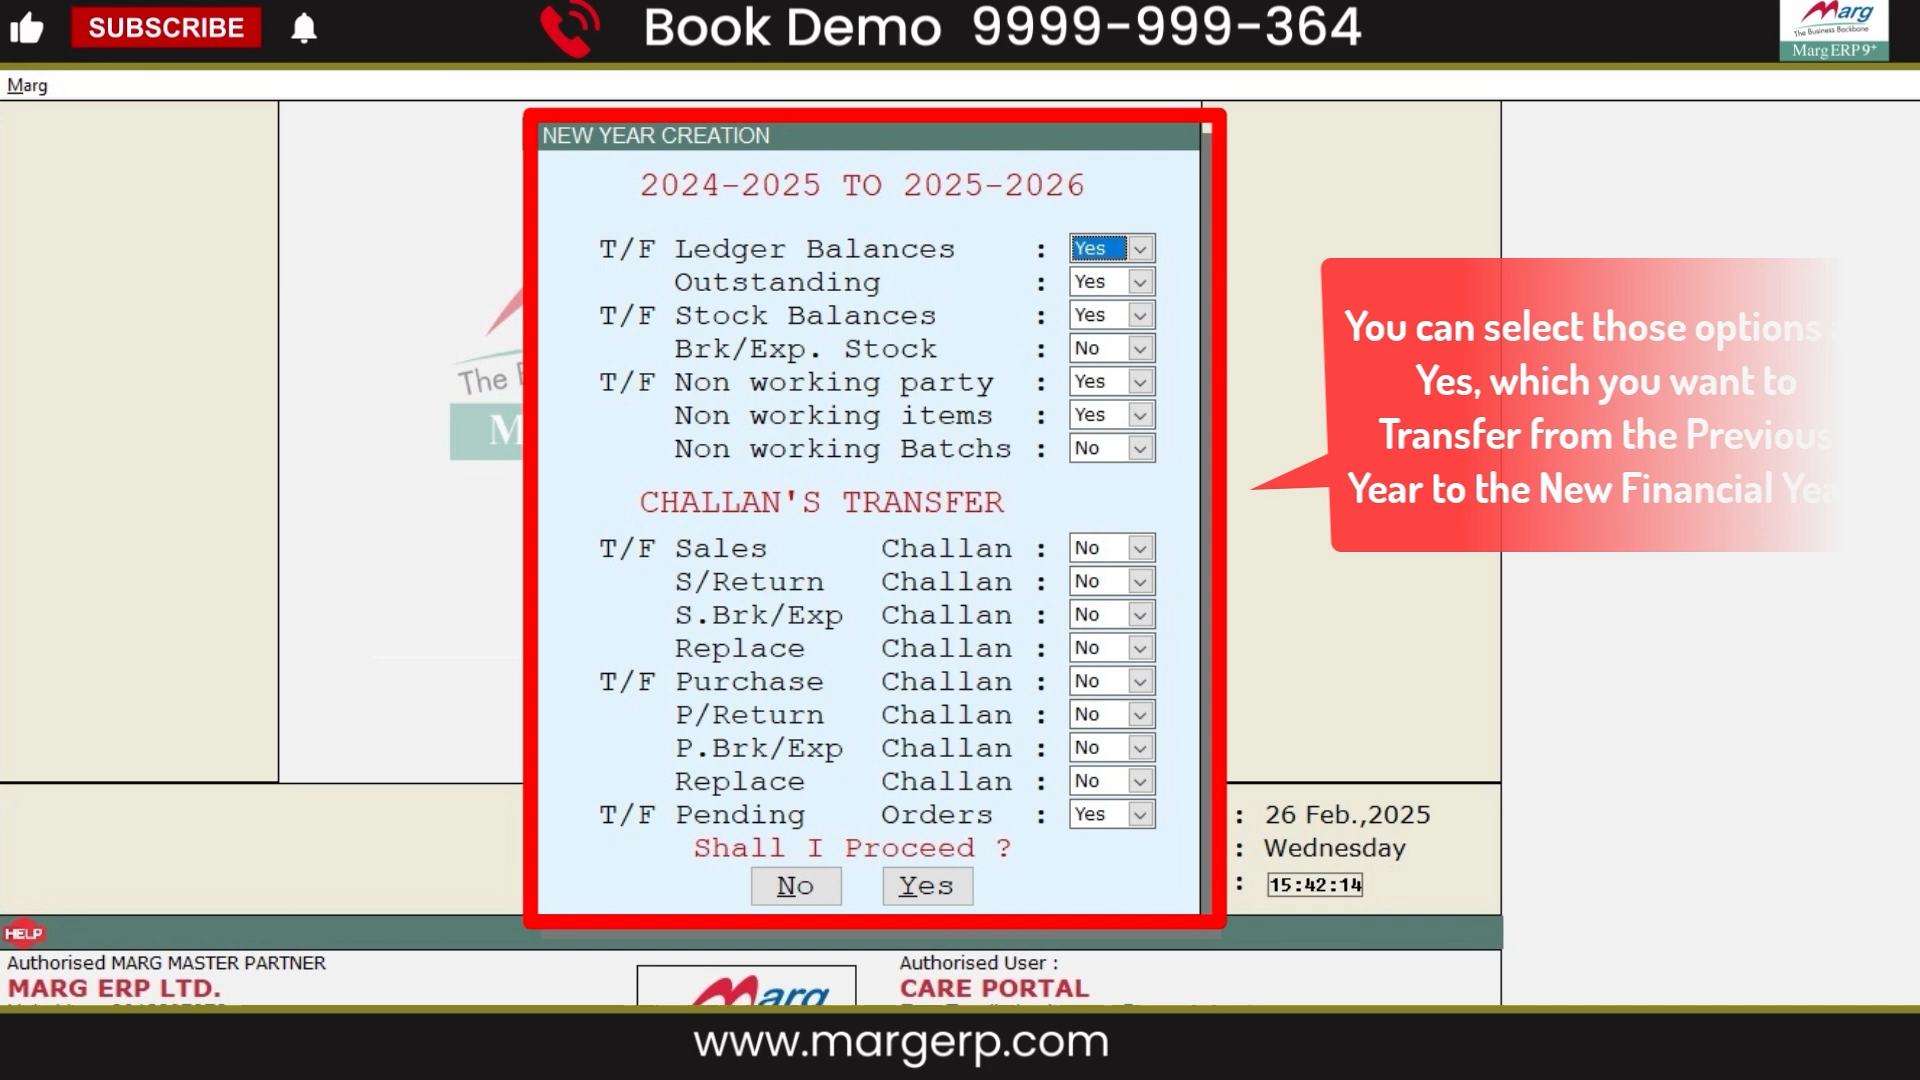 SUBSCRIBE
Book Demo 9999-999-364
Marg
The Business Backbone
Marg ERP 9+
Marg
NEW YEAR CREATION
2024-2025 TO 2025-2026
T/F Ledger Balances : Yes
Outstanding : Yes
T/F Stock Balances : Yes
Brk/Exp. Stock : No
T/F Non working party : Yes
Non working items : Yes
Non working Batchs : No
CHALLAN'S TRANSFER
T/F Sales Challan : No
S/Return Challan : No
S.Brk/Exp Challan : No
Replace Challan : No
T/F Purchase Challan : No
P/Return Challan : No
P.Brk/Exp Challan : No
Replace Challan : No
T/F Pending Orders : Yes
Shall I Proceed ?
No Yes
The
M
You can select those options
Yes, which you want to
Transfer from the Previous
Year to the New Financial Yea
: 26 Feb.,2025
: Wednesday
: 15:42:14
HELP
Authorised MARG MASTER PARTNER
MARG ERP LTD.
Marg
Authorised User :
CARE PORTAL
www.margerp.com